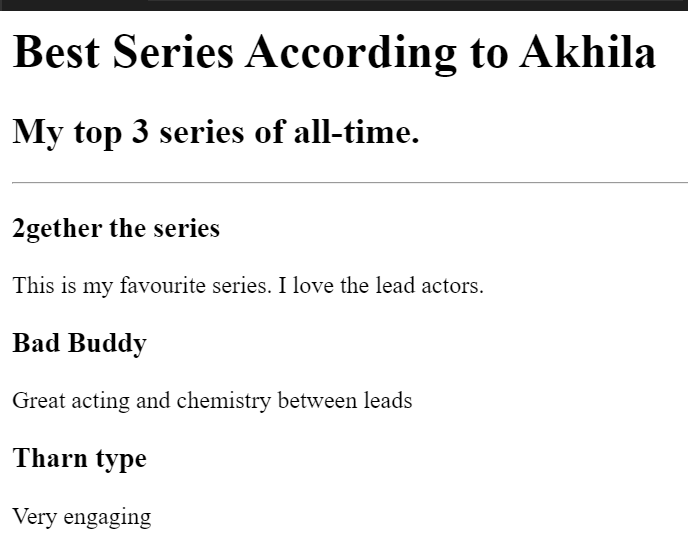 Best Series According to Akhila
My top 3 series of all-time.
2gether the series
This is my favourite series. I love the lead actors.
Bad Buddy
Great acting and chemistry between leads
Tharn type
Very engaging